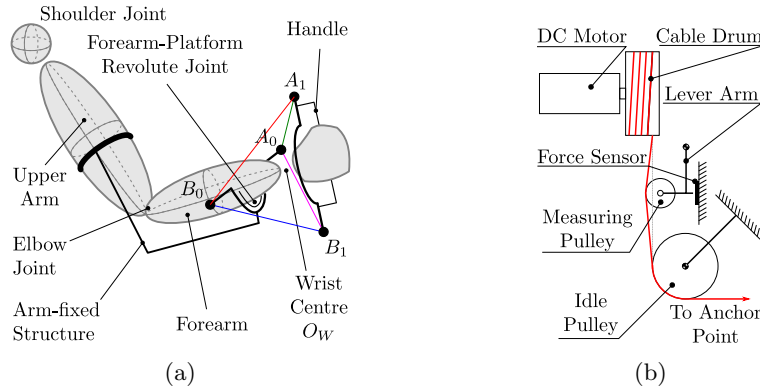 Shoulder Joint
Forearm-Platform
Revolute Joint
Handle
A₁
A₀
B₀
B₁
Upper
Arm
Elbow
Joint
Arm-fixed
Structure
Forearm
Wrist
Centre
O_W
(a)
DC Motor
Cable Drum
Lever Arm
Force Sensor
Measuring
Pulley
Idle
Pulley
To Anchor
Point
(b)